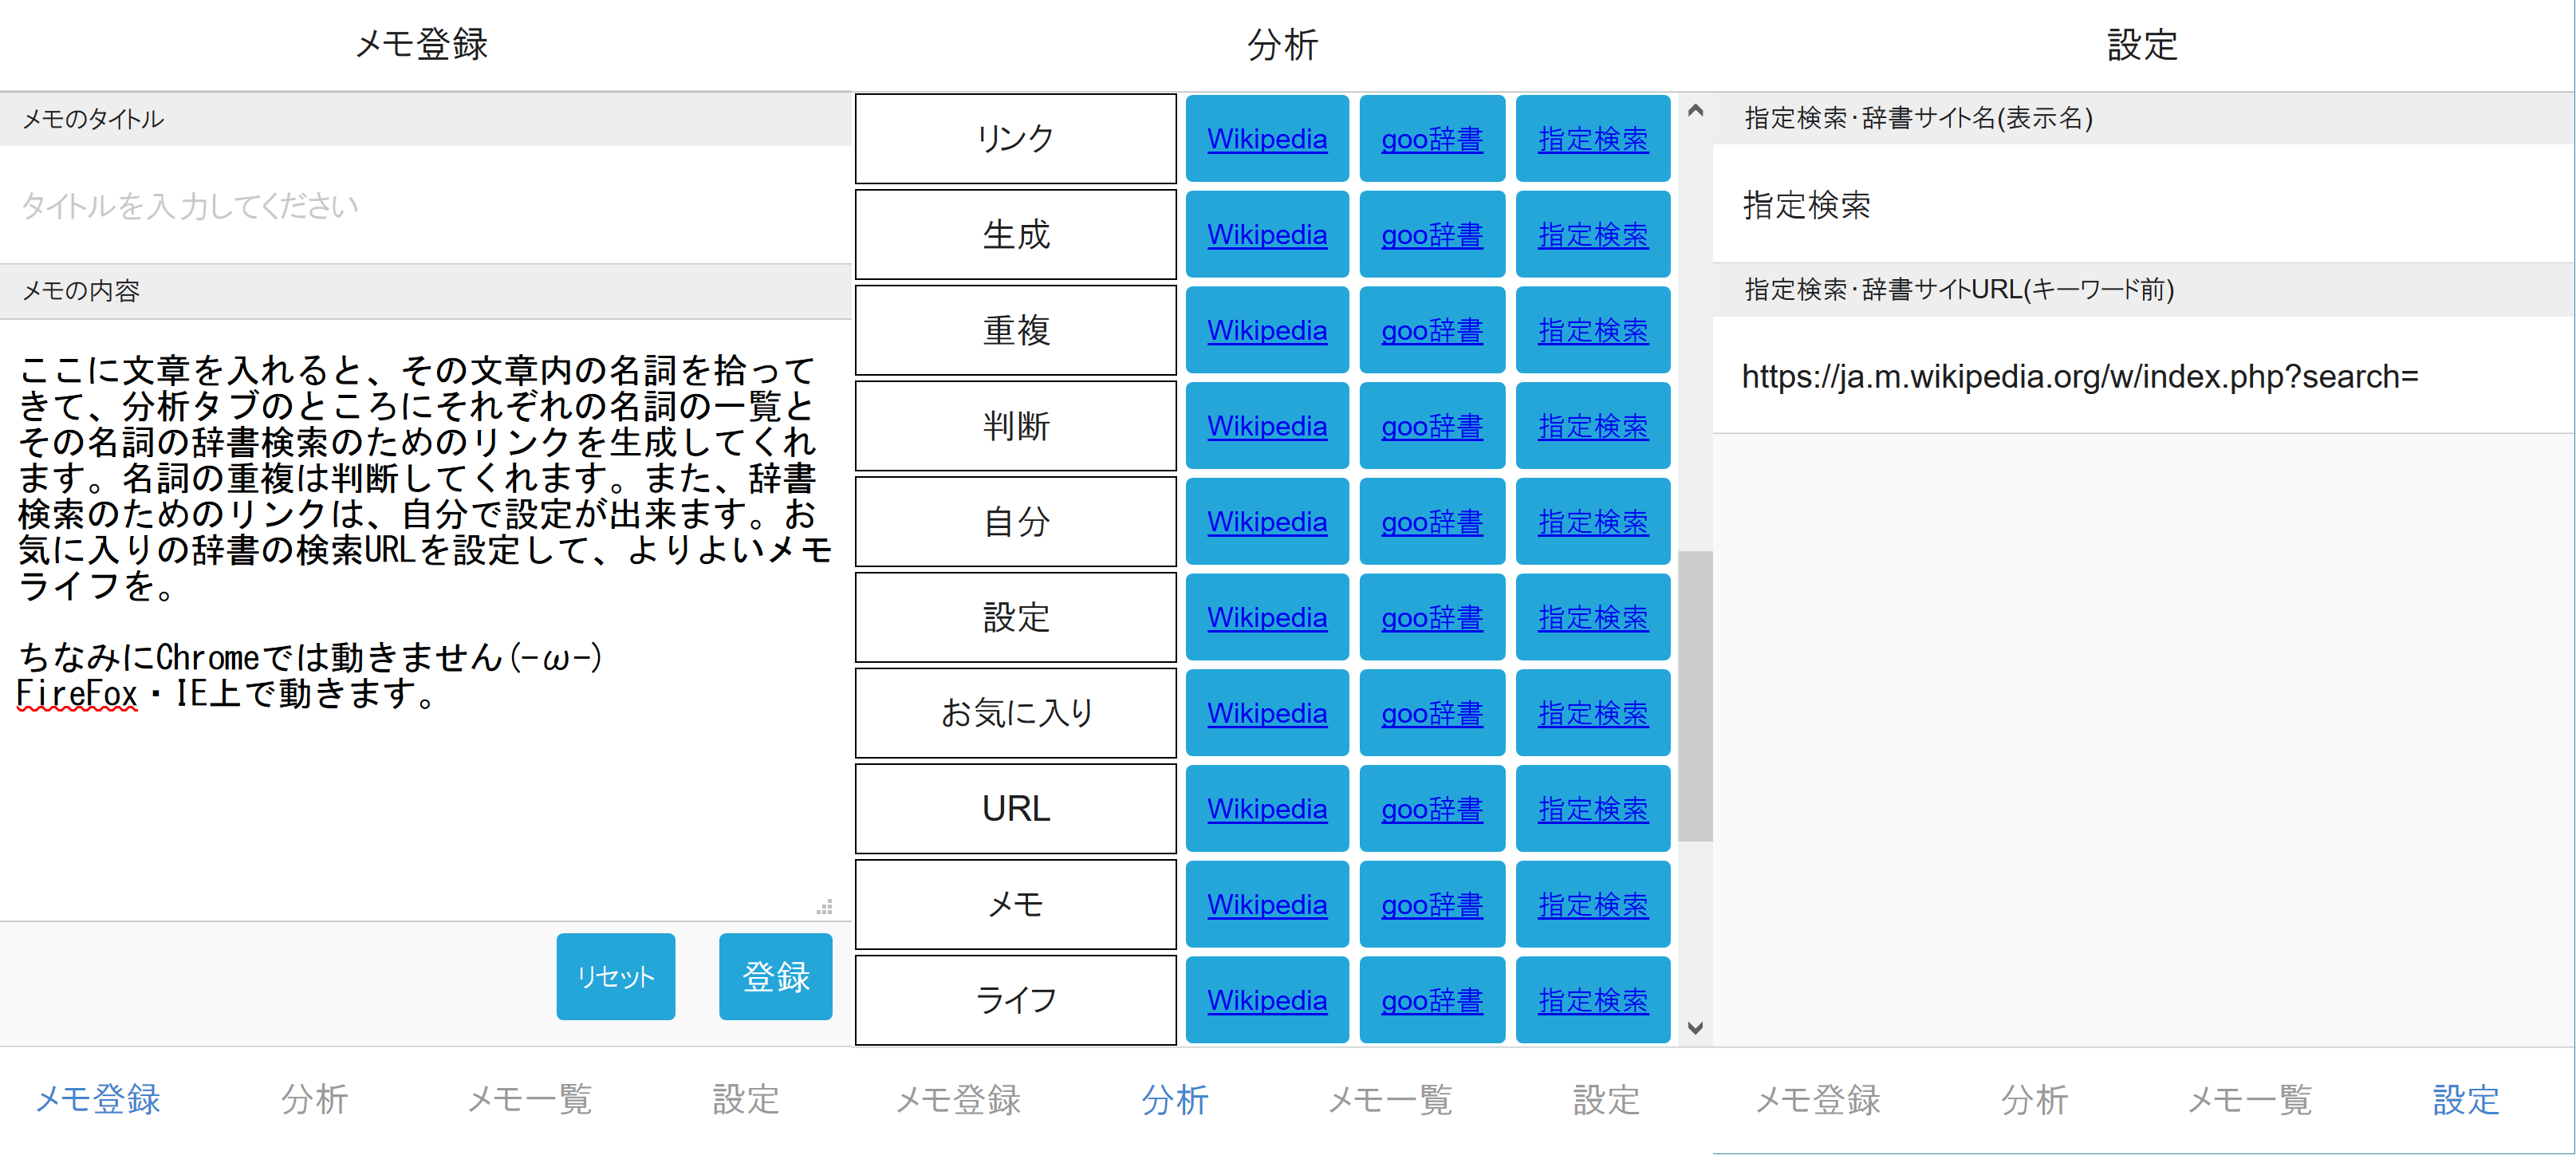 メモ登録
メモのタイトル
タイトルを入力してください
メモの内容
ここに文章を入れると、その文章内の名詞を拾って
きて、分析タブのところにそれぞれの名詞の一覧と
その名詞の辞書検索のためのリンクを生成してくれ
ます。名詞の重複は判断してくれます。また、辞書
検索のためのリンクは、自分で設定が出来ます。お
気に入りの辞書の検索URLを設定して、よりよいメモ
ライフを。
ちなみにChromeでは動きません(-ω-)
FireFox・IE上で動きます。
リセット 登録
メモ登録 分析 メモ一覧 設定
分析
リンク Wikipedia goo辞書 指定検索
生成 Wikipedia goo辞書 指定検索
重複 Wikipedia goo辞書 指定検索
判断 Wikipedia goo辞書 指定検索
自分 Wikipedia goo辞書 指定検索
設定 Wikipedia goo辞書 指定検索
お気に入り Wikipedia goo辞書 指定検索
URL Wikipedia goo辞書 指定検索
メモ Wikipedia goo辞書 指定検索
ライフ Wikipedia goo辞書 指定検索
メモ登録 分析 メモ一覧 設定
設定
指定検索・辞書サイト名(表示名)
指定検索
指定検索・辞書サイトURL(キーワード前)
https://ja.m.wikipedia.org/w/index.php?search=
メモ登録 分析 メモ一覧 設定